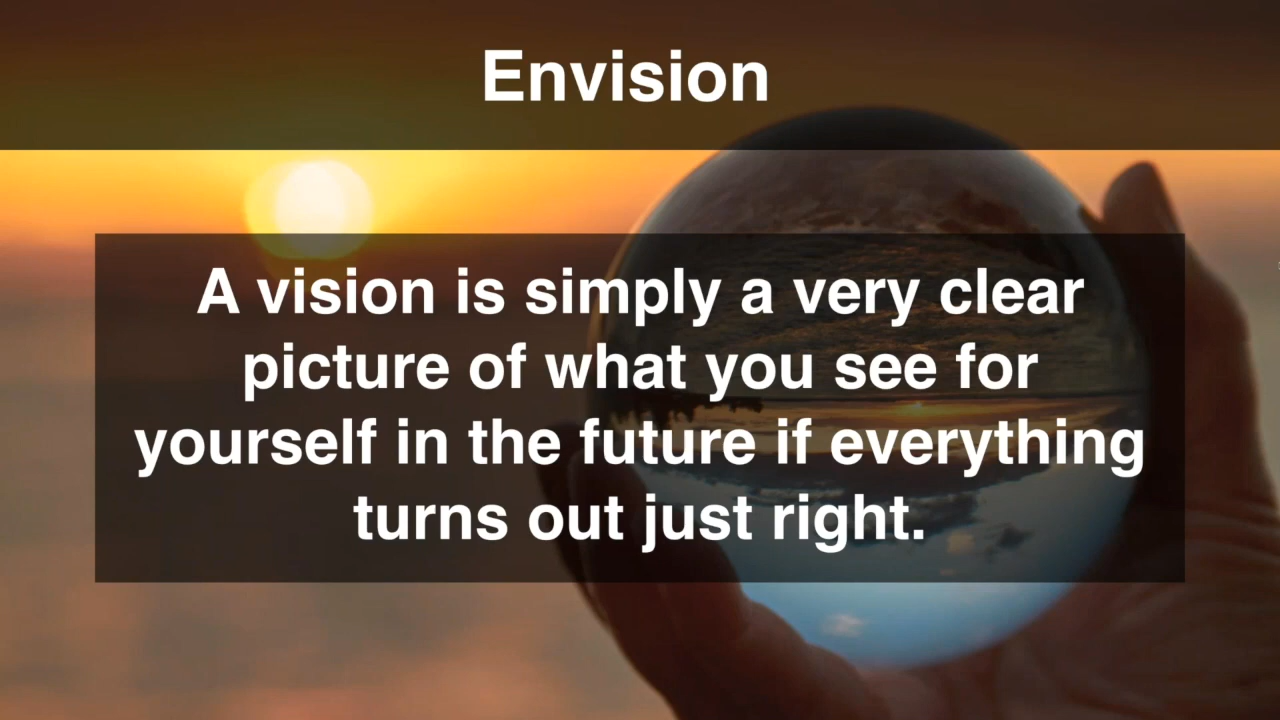 Envision
A vision is simply a very clear
picture of what you see for
yourself in the future if everything
turns out just right.